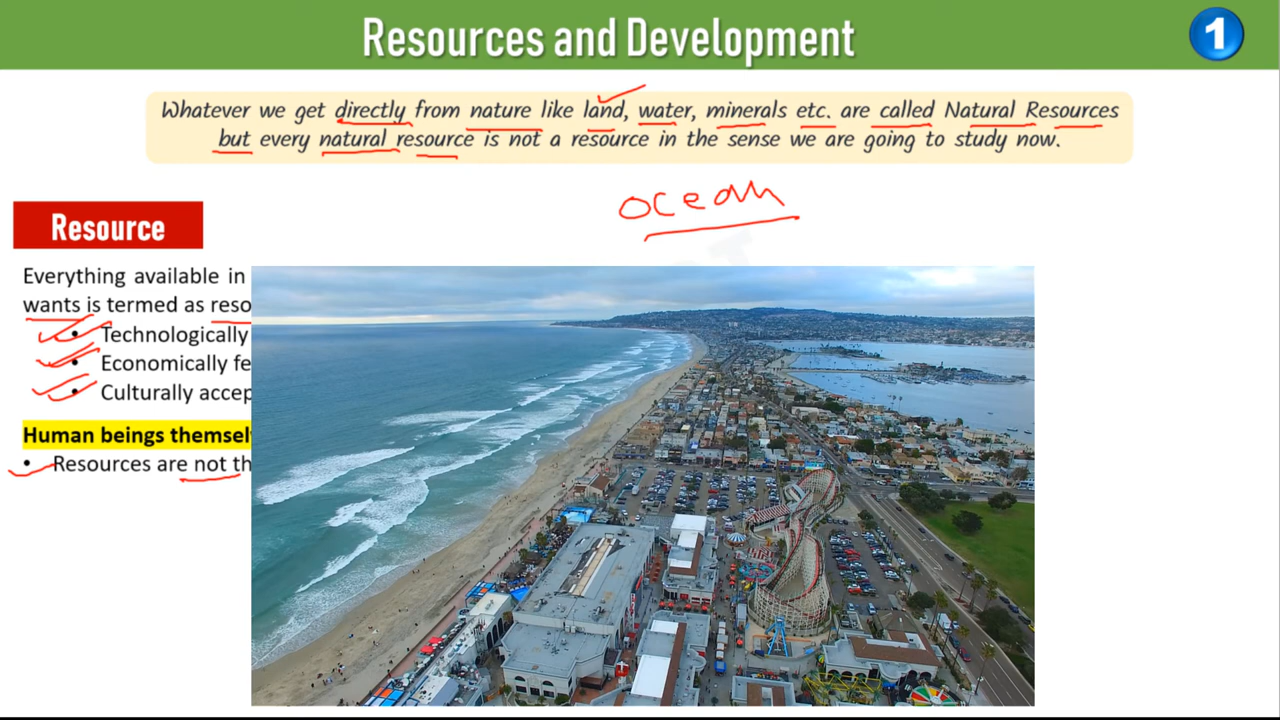 Resources and Development
1
Whatever we get directly from nature like land, water, minerals etc. are called Natural Resources
but every natural resource is not a resource in the sense we are going to study now.
ocean
Resource
Everything available in
wants is termed as reso
• Technologically
• Economically fe
• Culturally accep
Human beings themsel
• Resources are not th